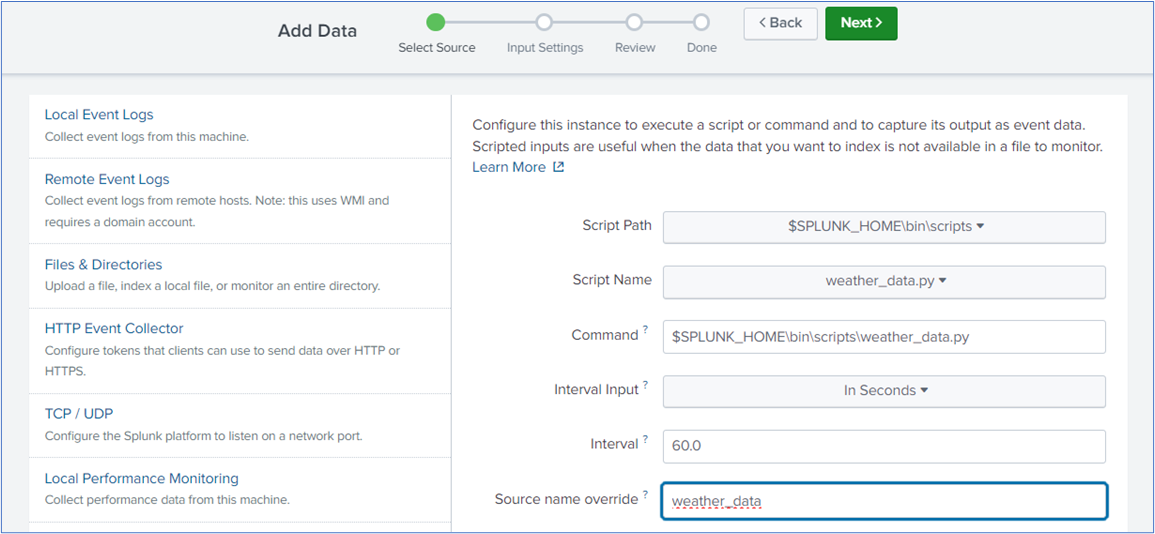 Add Data
Select Source
Input Settings
Review
Done
< Back
Next >
Local Event Logs
Collect event logs from this machine.
Remote Event Logs
Collect event logs from remote hosts. Note: this uses WMI and
requires a domain account.
Files & Directories
Upload a file, index a local file, or monitor an entire directory.
HTTP Event Collector
Configure tokens that clients can use to send data over HTTP or
HTTPS.
TCP / UDP
Configure the Splunk platform to listen on a network port.
Local Performance Monitoring
Collect performance data from this machine.
Configure this instance to execute a script or command and to capture its output as event data.
Scripted inputs are useful when the data that you want to index is not available in a file to monitor.
Learn More
Script Path
$SPLUNK_HOME\bin\scripts
Script Name
weather_data.py
Command ?
$SPLUNK_HOME\bin\scripts\weather_data.py
Interval Input ?
In Seconds
Interval ?
60.0
Source name override ?
weather_data